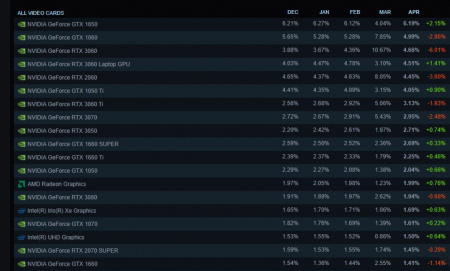 ALL VIDEO CARDS DEC JAN FEB MAR APR
NVIDIA GeForce GTX 1650 6.21% 6.27% 6.12% 4.04% 6.19% +2.15%
NVIDIA GeForce GTX 1060 5.65% 5.28% 5.28% 7.85% 4.99% -2.86%
NVIDIA GeForce RTX 3060 3.88% 3.67% 4.36% 10.67% 4.66% -6.01%
NVIDIA GeForce RTX 3060 Laptop GPU 4.03% 4.47% 4.78% 3.10% 4.51% +1.41%
NVIDIA GeForce RTX 2060 4.65% 4.37% 4.83% 8.05% 4.45% -3.60%
NVIDIA GeForce GTX 1050 Ti 4.41% 4.35% 4.09% 3.15% 4.05% +0.90%
NVIDIA GeForce RTX 3060 Ti 2.56% 2.66% 2.92% 5.06% 3.13% -1.93%
NVIDIA GeForce RTX 3070 2.72% 2.67% 2.91% 5.43% 2.95% -2.48%
NVIDIA GeForce RTX 3050 2.20% 2.42% 2.61% 1.97% 2.71% +0.74%
NVIDIA GeForce GTX 1660 SUPER 2.59% 2.50% 2.52% 2.36% 2.69% +0.33%
NVIDIA GeForce GTX 1660 Ti 2.39% 2.37% 2.33% 1.79% 2.25% +0.46%
NVIDIA GeForce GTX 1050 2.29% 2.27% 2.08% 1.38% 2.04% +0.66%
AMD Radeon Graphics 1.97% 2.05% 1.98% 1.23% 1.99% +0.76%
NVIDIA GeForce RTX 3080 1.91% 1.89% 1.97% 2.62% 1.94% -0.68%
Intel(R) Iris(R) Xe Graphics 1.65% 1.70% 1.71% 1.06% 1.69% +0.63%
NVIDIA GeForce GTX 1070 1.82% 1.76% 1.69% 1.39% 1.61% +0.22%
Intel(R) UHD Graphics 1.53% 1.55% 1.52% 0.86% 1.50% +0.64%
NVIDIA GeForce RTX 2070 SUPER 1.59% 1.53% 1.55% 1.74% 1.45% -0.29%
NVIDIA GeForce GTX 1660 1.54% 1.36% 1.44% 2.55% 1.41% -1.14%